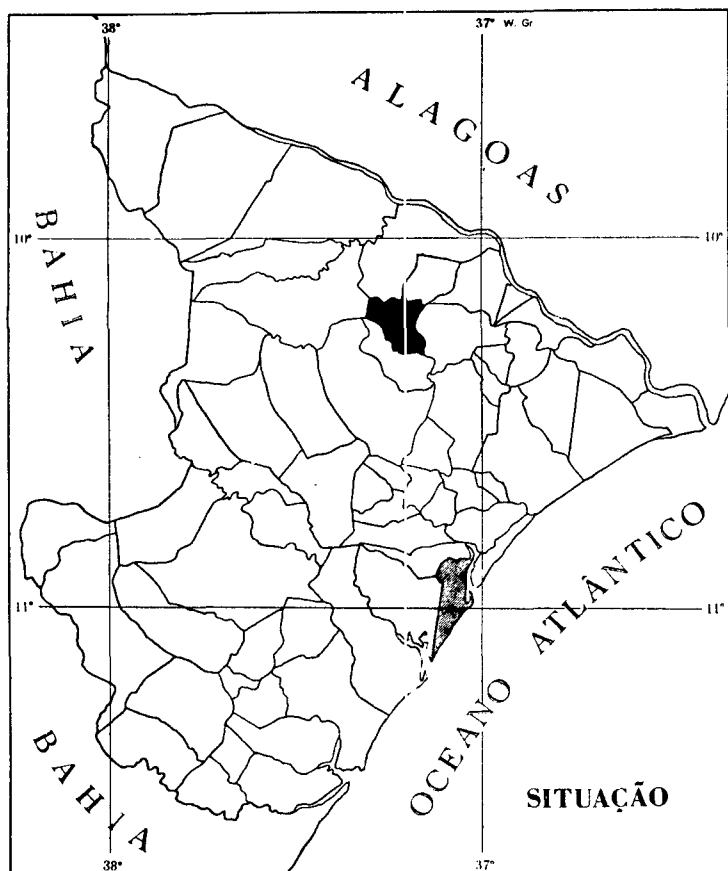 38°
37° W. Gr
ALAGOAS
BAHIA
10°
10°
11°
11°
OCEANO ATLÂNTICO
BAHIA
SITUAÇÃO
38°
37°